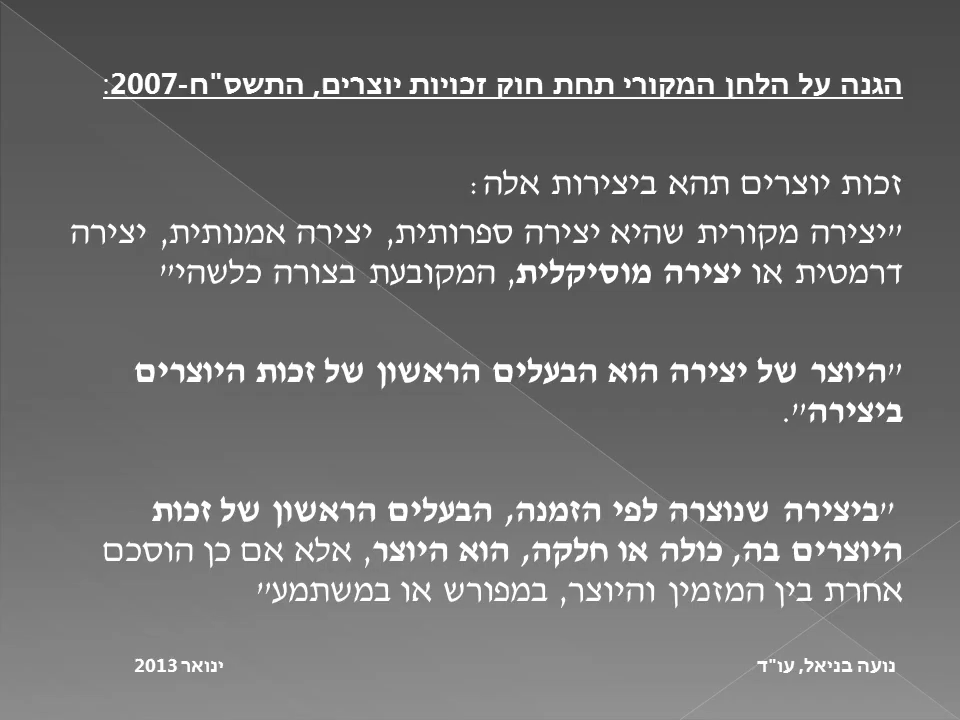 הגנה על הלחן המקורי תחת חוק זכויות יוצרים, התשס"ח-2007:
זכות יוצרים תהא ביצירות אלה:
"יצירה מקורית שהיא יצירה ספרותית, יצירה אמנותית, יצירה
דרמטית או יצירה מוסיקלית, המקובעת בצורה כלשהי"
"היוצר של יצירה הוא הבעלים הראשון של זכות היוצרים
ביצירה".
"ביצירה שנוצרה לפי הזמנה, הבעלים הראשון של זכות
היוצרים בה, כולה או חלקה, הוא היוצר, אלא אם כן הוסכם
אחרת בין המזמין והיוצר, במפורש או במשתמע"
נועה בניאל, עו"ד ינואר 2013